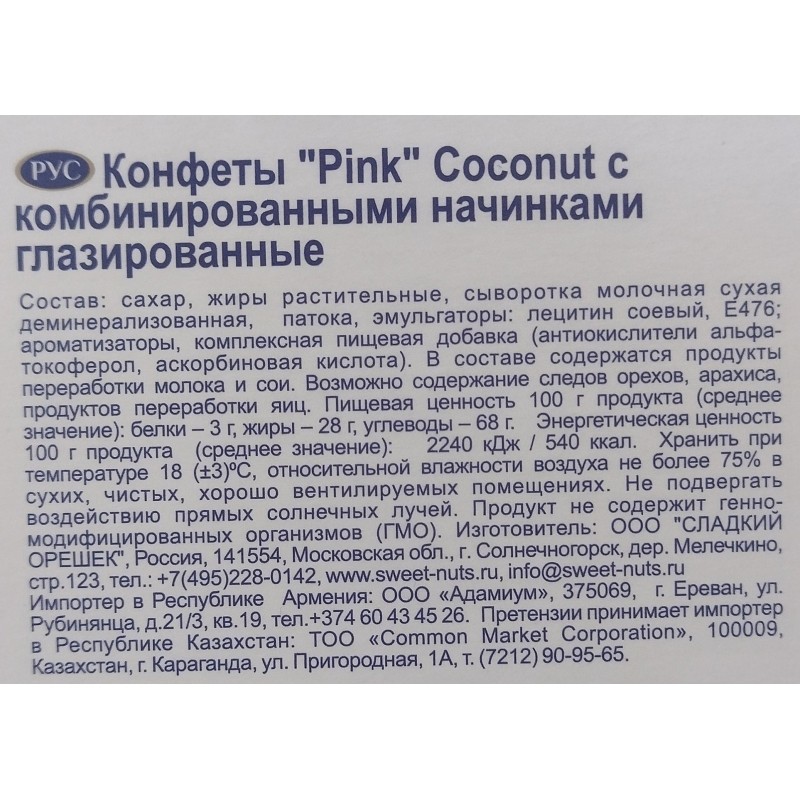 РУС Конфеты "Pink" Coconut с
комбинированными начинками
глазированные
Состав: сахар, жиры растительные, сыворотка молочная сухая
деминерализованная, патока, эмульгаторы: лецитин соевый, Е476;
ароматизаторы, комплексная пищевая добавка (антиокислители альфа-
токоферол, аскорбиновая кислота). В составе содержатся продукты
переработки молока и сои. Возможно содержание следов орехов, арахиса,
продуктов переработки яиц. Пищевая ценность 100 г продукта (среднее
значение): белки – 3 г, жиры – 28 г, углеводы – 68 г. Энергетическая ценность
100 г продукта (среднее значение): 2240 кДж / 540 ккал. Хранить при
температуре 18 (±3)ºС, относительной влажности воздуха не более 75% в
сухих, чистых, хорошо вентилируемых помещениях. Не подвергать
воздействию прямых солнечных лучей. Продукт не содержит генно-
модифицированных организмов (ГМО). Изготовитель: ООО "СЛАДКИЙ
ОРЕШЕК", Россия, 141554, Московская обл., г. Солнечногорск, дер. Мелечкино,
стр.123, тел.: +7(495)228-0142, www.sweet-nuts.ru, info@sweet-nuts.ru
Импортер в Республике Армения: ООО «Адамиум», 375069, г. Ереван, ул.
Рубинянца, д.21/3, кв.19, тел.+374 60 43 45 26. Претензии принимает импортер
в Республике Казахстан: ТОО «Common Market Corporation», 100009,
Казахстан, г. Караганда, ул. Пригородная, 1А, т. (7212) 90-95-65.